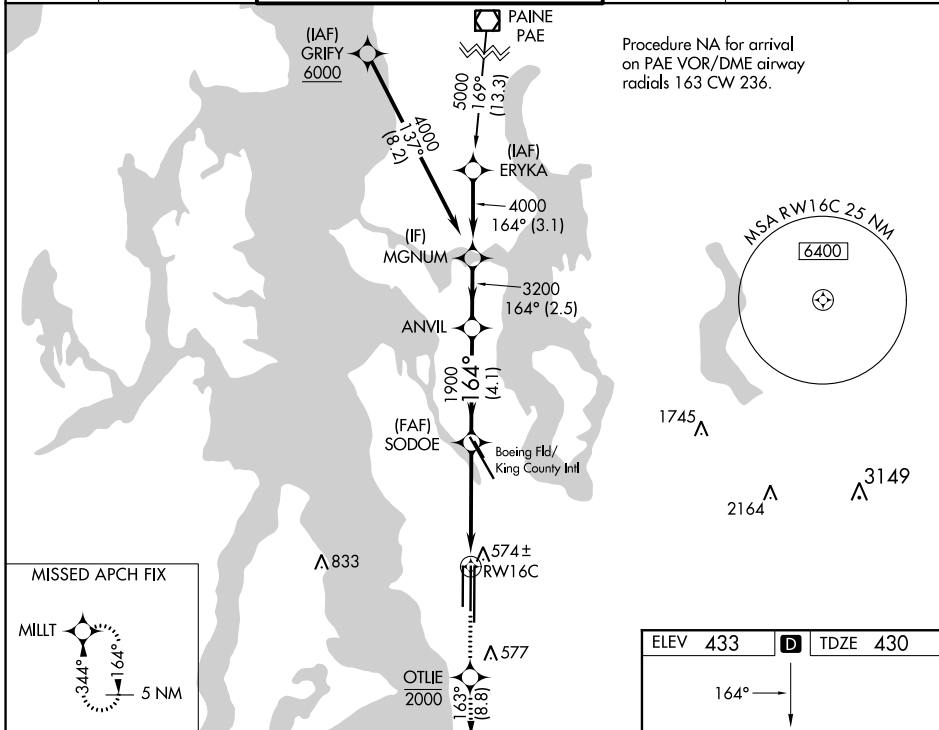 PAINE
PAE
(IAF)
GRIFY
6000
Procedure NA for arrival
on PAE VOR/DME airway
radials 163 CW 236.
5000
169°
(13.3)
4000
137°
(8.2)
(IAF)
ERYKA
4000
164° (3.1)
(IF)
MGNUM
3200
164° (2.5)
ANVIL
MSA RW16C 25 NM
6400
1900
164°
(4.1)
(FAF)
SODOE
Boeing Fld/
King County Intl
1745
2164
3149
833
574±
RW16C
577
OTLIE
2000
163°
(8.8)
MISSED APCH FIX
MILLT
344°
164°
5 NM
ELEV 433 D TDZE 430
164°